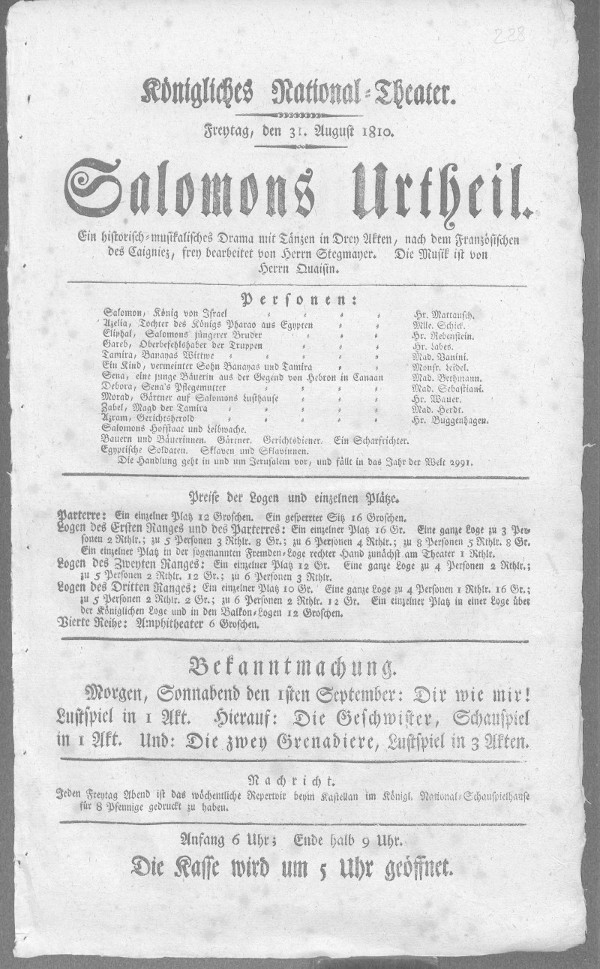 238
Königliches National-Theater.
Freytag, den 31. August 1810.
Salomons Urtheil.
Ein historisch-musikalisches Drama mit Tänzen in Drey Akten, nach dem Französischen
des Caigniez, frey bearbeitet von Herrn Stegmayer. Die Musik ist von
Herrn Quaisin.
Personen:
Salomon, König von Israel Hr. Mattausch.
Azelia, Tochter des Königs Pharao aus Egypten Mlle. Schick.
Eliphal, Salomons jüngerer Bruder Hr. Rebenstein.
Gared, Oberbefehlshaber der Truppen Hr. Labes.
Tamira, Banayas Wittwe Mad. Vanini.
Ein Kind, vermeinter Sohn Banayas und Tamira Monsr. Leidel.
Sena, eine junge Bäuerin aus der Gegend von Hebron in Canaan Mad. Bethmann.
Debora, Sena's Pflegemutter Mad. Sebastiani.
Morad, Gärtner auf Salomons Lusthause Hr. Wauer.
Zabel, Magd der Tamira Mad. Herdt.
Azram, Gerichtsherold Hr. Buggenhagen.
Salomons Hofstaat und Leibwache.
Bauern und Bäuerinnen. Gärtner. Gerichtsdiener. Ein Scharfrichter.
Egyptische Soldaten. Sklaven und Sklavinnen.
Die Handlung geht in und um Jerusalem vor, und fällt in das Jahr der Welt 2991.
Preise der Logen und einzelnen Plätze.
Parterre: Ein einzelner Platz 12 Groschen. Ein gesperrter Sitz 16 Groschen.
Logen des Ersten Ranges und des Parterres: Ein einzelner Platz 16 Gr. Eine ganze Loge zu 3 Per-
sonen 2 Rthlr.; zu 5 Personen 3 Rthlr. 8 Gr.; zu 6 Personen 4 Rthlr.; zu 8 Personen 5 Rthlr. 8 Gr.
Ein einzelner Platz in der sogenannten Fremden-Loge rechter Hand zunächst am Theater 1 Rthlr.
Logen des Zweyten Ranges: Ein einzelner Platz 12 Gr. Eine ganze Loge zu 4 Personen 2 Rthlr.;
zu 5 Personen 2 Rthlr. 12 Gr.; zu 6 Personen 3 Rthlr.
Logen des Dritten Ranges: Ein einzelner Platz 10 Gr. Eine ganze Loge zu 4 Personen 1 Rthlr. 16 Gr.;
zu 5 Personen 2 Rthlr. 2 Gr.; zu 6 Personen 2 Rthlr. 12 Gr. Ein einzelner Platz in einer Loge über
der Königlichen Loge und in den Balkon-Logen 12 Groschen.
Vierte Reihe: Amphitheater 6 Groschen.
Bekanntmachung.
Morgen, Sonnabend den 1sten September: Dir wie mir!
Lustspiel in 1 Akt. Hierauf: Die Geschwister, Schauspiel
in 1 Akt. Und: Die zwey Grenadiere, Lustspiel in 3 Akten.
Nachricht.
Jeden Freytag Abend ist das wöchentliche Repertoir beym Kastellan im Königl. National-Schauspielhause
für 8 Pfennige gedruckt zu haben.
Anfang 6 Uhr; Ende halb 9 Uhr.
Die Kasse wird um 5 Uhr geöffnet.